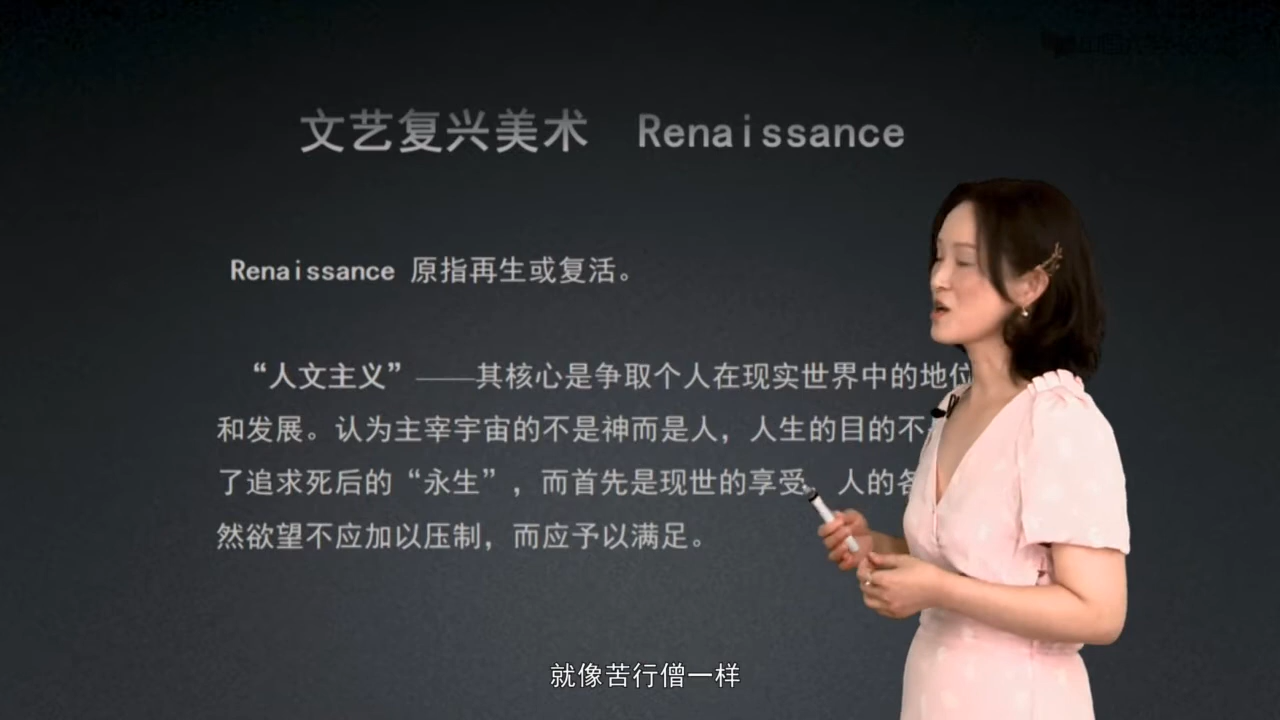 文艺复兴美术 Renaissance
Renaissance 原指再生或复活。
“人文主义”——其核心是争取个人在现实世界中的地位
和发展。认为主宰宇宙的不是神而是人，人生的目的不
了追求死后的“永生”，而首先是现世的享受。人的各
然欲望不应加以压制，而应予以满足。
就像苦行僧一样